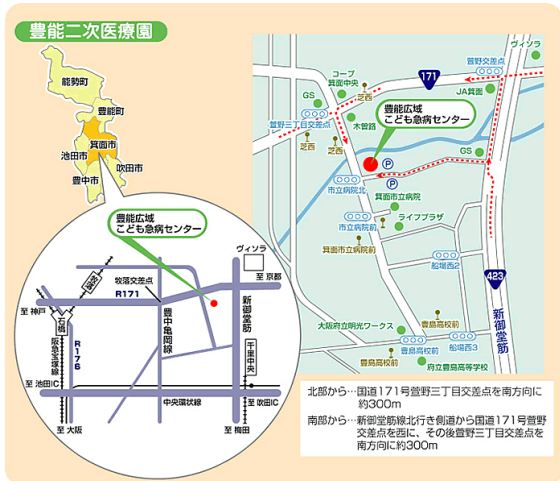 豊能二次医療園
能勢町
豊能町
箕面市
池田市
吹田市
豊中市
豊能広域
こども急病センター
ヴィソラ
至 京都
牧落
牧落交差点
R171
至 神戸
石橋
阪急宝塚線
R176
豊中亀岡線
新御堂筋
千里中央
至 池田IC
中央環状線
至 吹田IC
至 大阪
至 梅田
ヴィソラ
萱野交差点
171
コープ
箕面中央
芝西
JA箕面
GS
萱野三丁目交差点
木曽路
豊能広域
こども急病センター
芝西
芝西
GS
P
P
市立病院北
箕面市立病院
市立病院前
ライフプラザ
箕面市立病院前
船場西2
423
新御堂筋
大阪府立明光ワークス
豊島高校前
豊島高校前
豊島高校前
船場西3
府立豊島高等学校
北部から…国道171号萱野三丁目交差点を南方向に
約300m
南部から…新御堂筋線北行き側道から国道171号萱野
交差点を西に、その後萱野三丁目交差点を
南方向に約300m